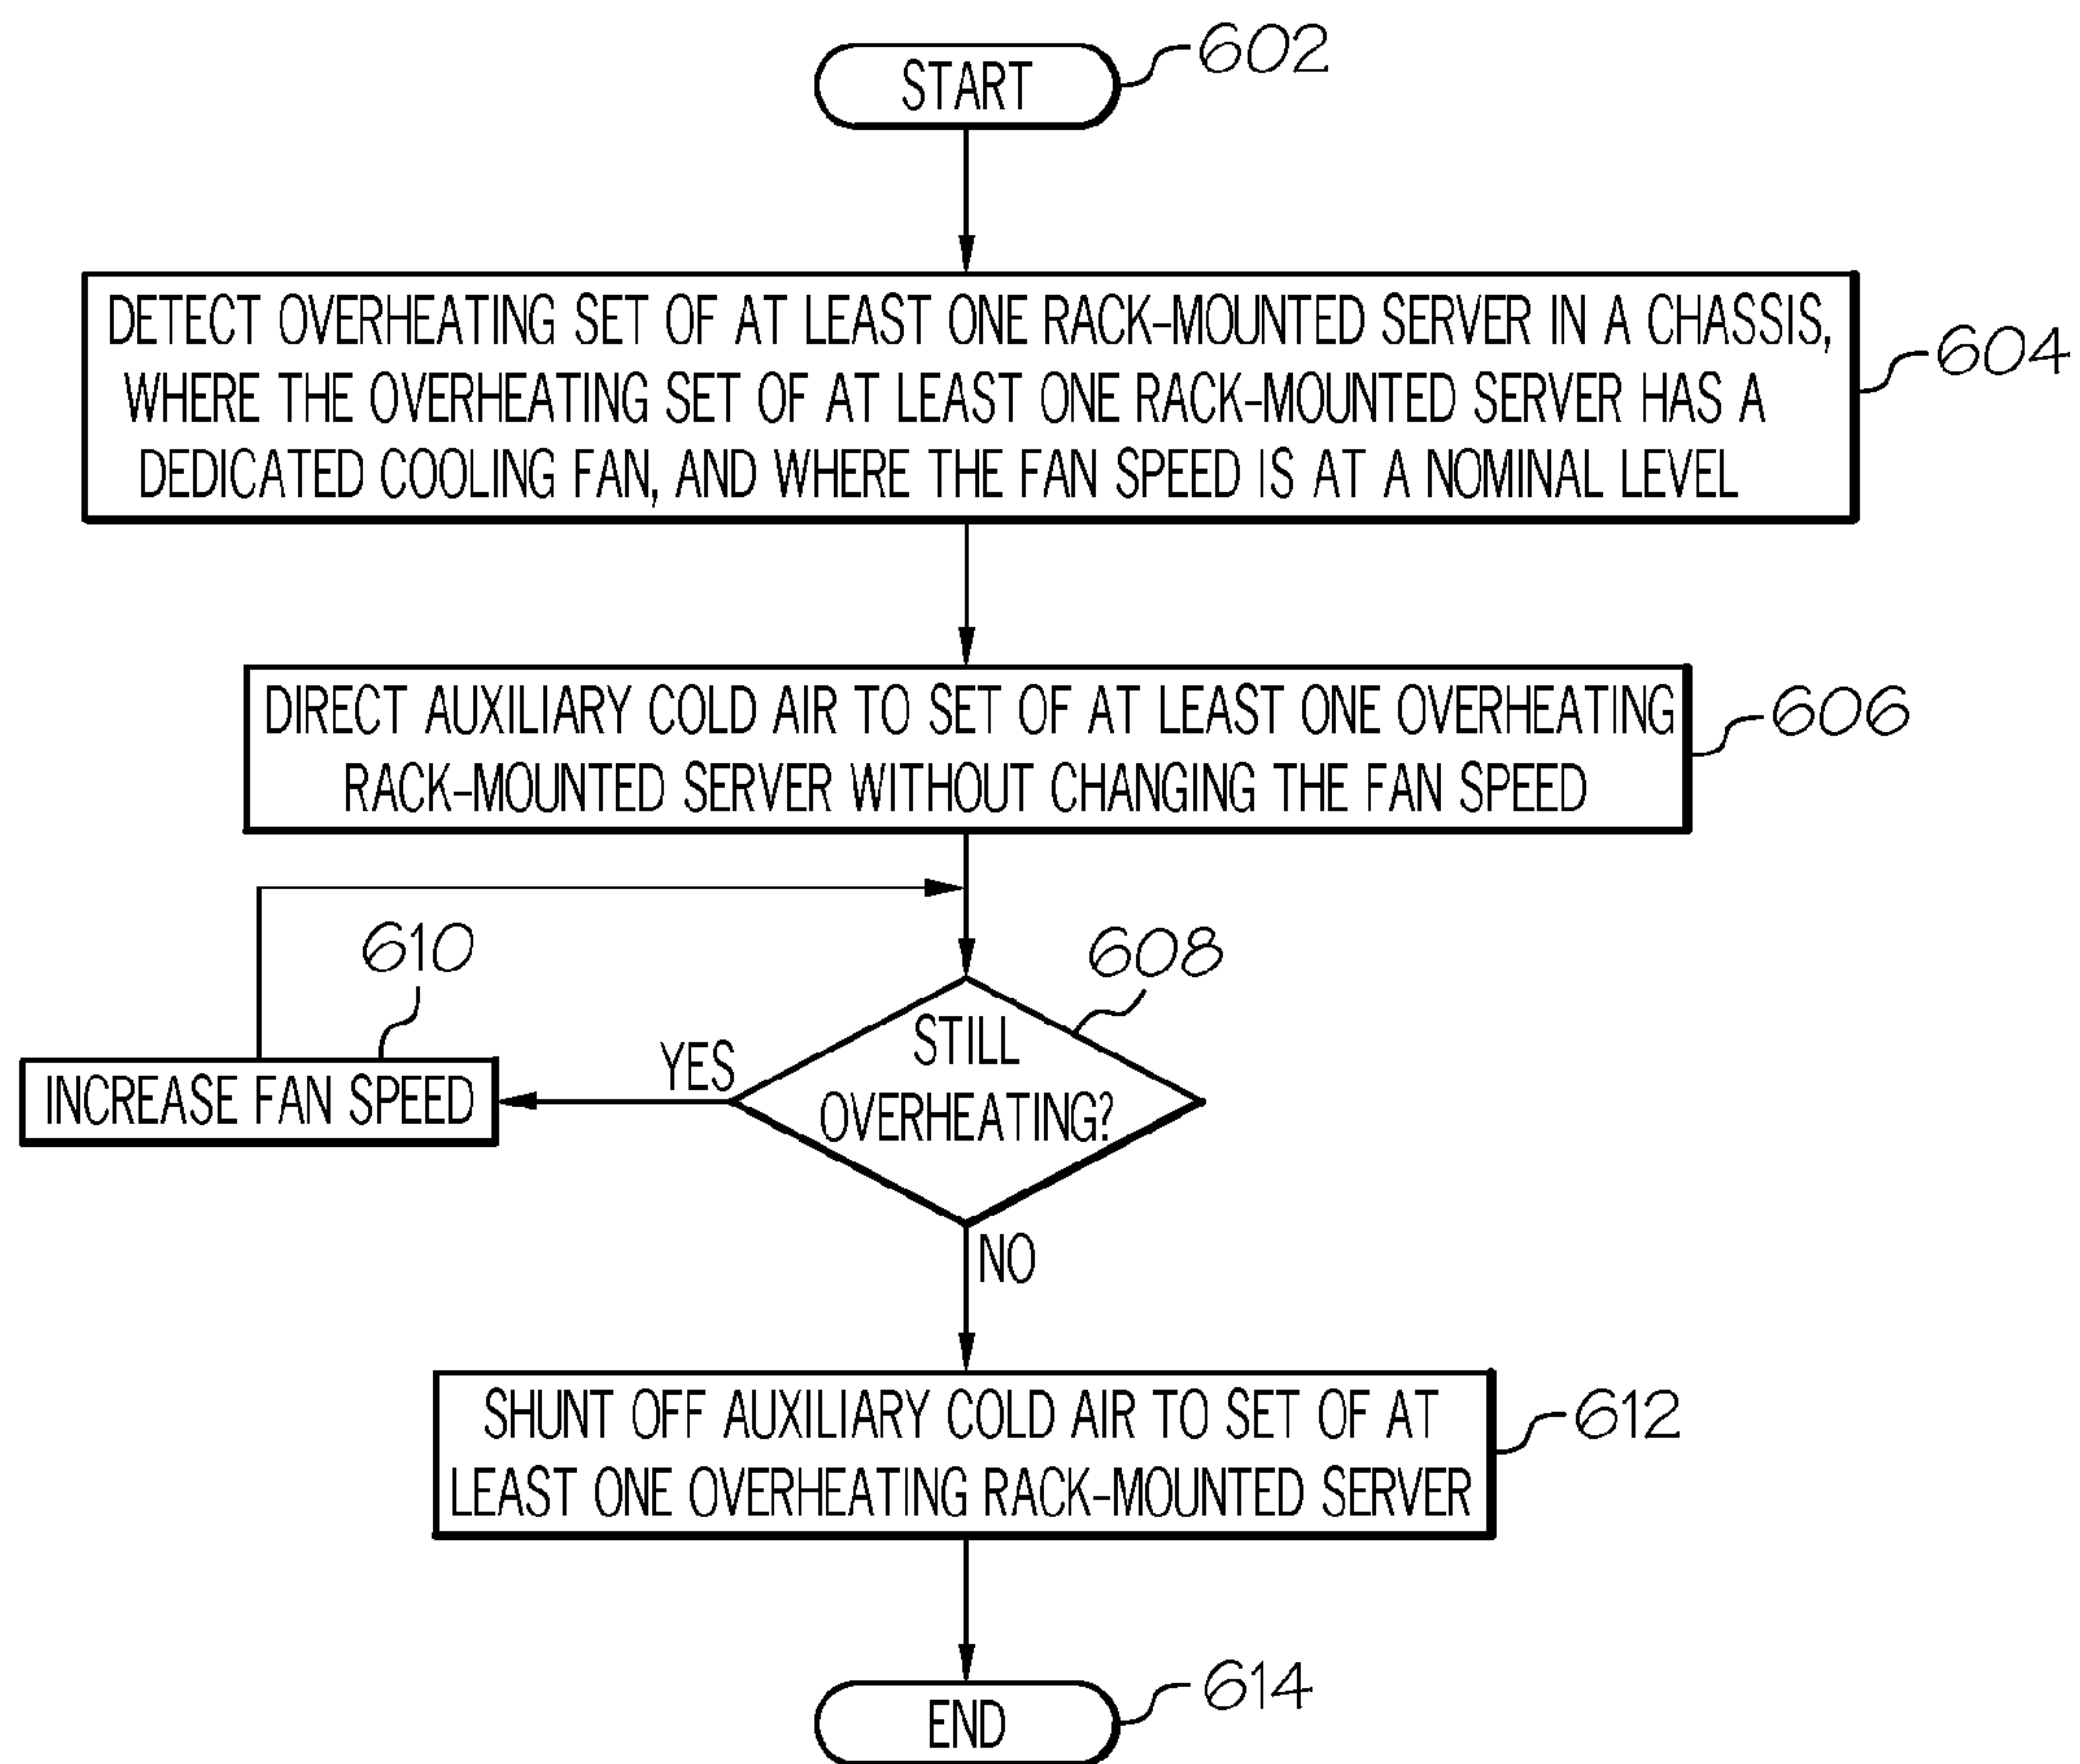 START
602
DETECT OVERHEATING SET OF AT LEAST ONE RACK-MOUNTED SERVER IN A CHASSIS,
WHERE THE OVERHEATING SET OF AT LEAST ONE RACK-MOUNTED SERVER HAS A
DEDICATED COOLING FAN, AND WHERE THE FAN SPEED IS AT A NOMINAL LEVEL
604
DIRECT AUXILIARY COLD AIR TO SET OF AT LEAST ONE OVERHEATING
RACK-MOUNTED SERVER WITHOUT CHANGING THE FAN SPEED
606
610
608
STILL
OVERHEATING?
YES
INCREASE FAN SPEED
NO
SHUNT OFF AUXILIARY COLD AIR TO SET OF AT
LEAST ONE OVERHEATING RACK-MOUNTED SERVER
612
END
614